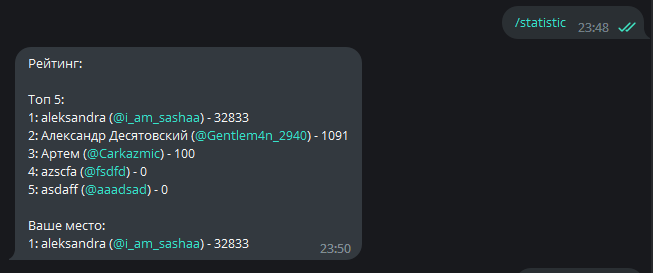 /statistic 23:48
Рейтинг:
Топ 5:
1: aleksandra (@i_am_sashaa) - 32833
2: Александр Десятовский (@Gentlem4n_2940) - 1091
3: Артем (@Carkazmic) - 100
4: azscfa (@fsdfd) - 0
5: asdaff (@aaadsad) - 0
Ваше место:
1: aleksandra (@i_am_sashaa) - 32833
23:50